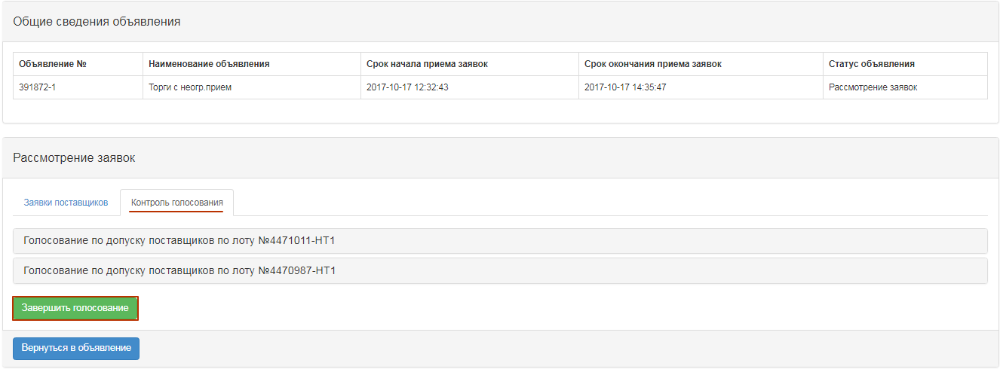 Общие сведения объявления
Объявление № Наименование объявления Срок начала приема заявок Срок окончания приема заявок Статус объявления
391872-1 Торги с неогр.прием 2017-10-17 12:32:43 2017-10-17 14:35:47 Рассмотрение заявок
Рассмотрение заявок
Заявки поставщиков Контроль голосования
Голосование по допуску поставщиков по лоту №4471011-НТ1
Голосование по допуску поставщиков по лоту №4470987-НТ1
Завершить голосование
Вернуться в объявление